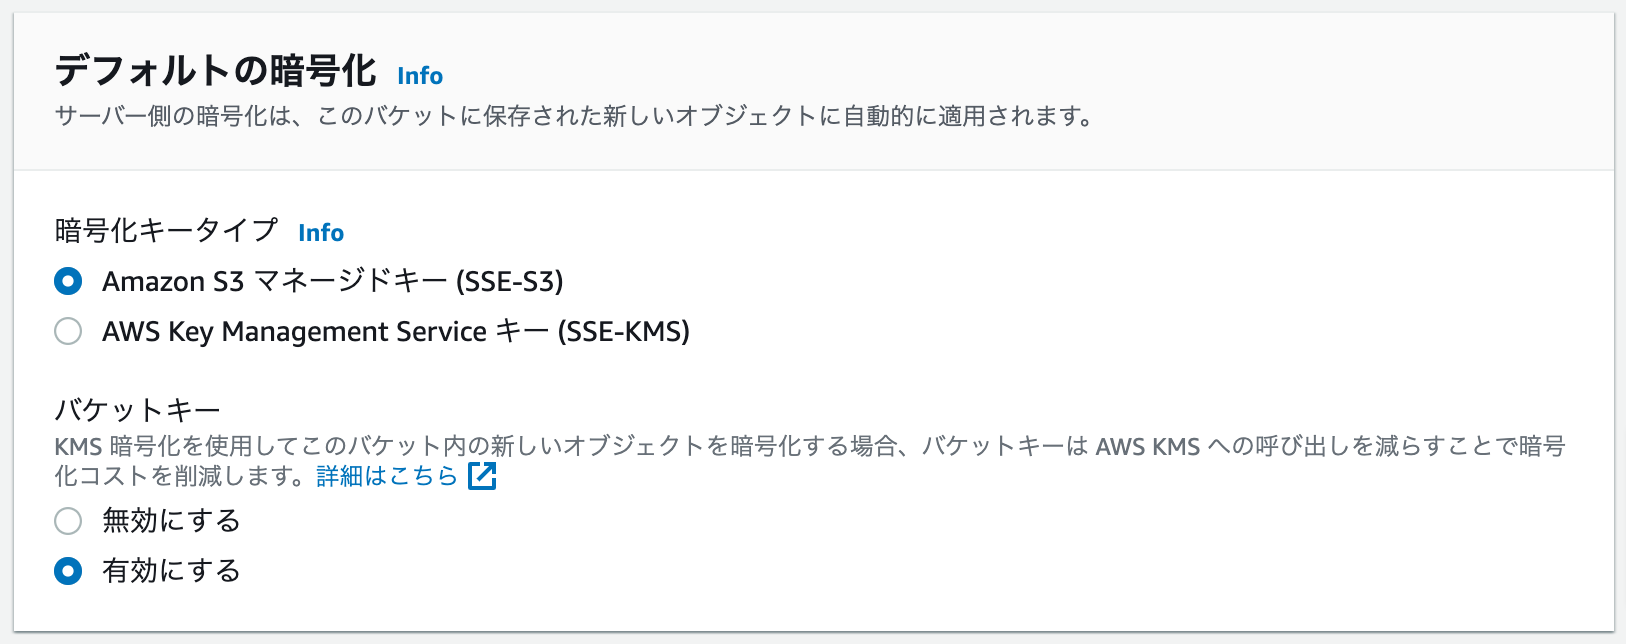 デフォルトの暗号化 Info
サーバー側の暗号化は、このバケットに保存された新しいオブジェクトに自動的に適用されます。
暗号化キータイプ Info
Amazon S3 マネージドキー (SSE-S3)
AWS Key Management Service キー (SSE-KMS)
バケットキー
KMS 暗号化を使用してこのバケット内の新しいオブジェクトを暗号化する場合、バケットキーは AWS KMS への呼び出しを減らすことで暗号
化コストを削減します。詳細はこちら
無効にする
有効にする